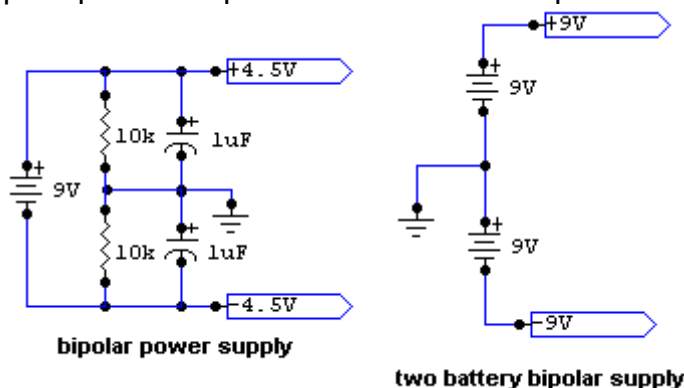 +4.5V
+
10k
+
1uF
9V
+
10k
1uF
-4.5V
bipolar power supply
+9V
+
9V
+
9V
-9V
two battery bipolar supply